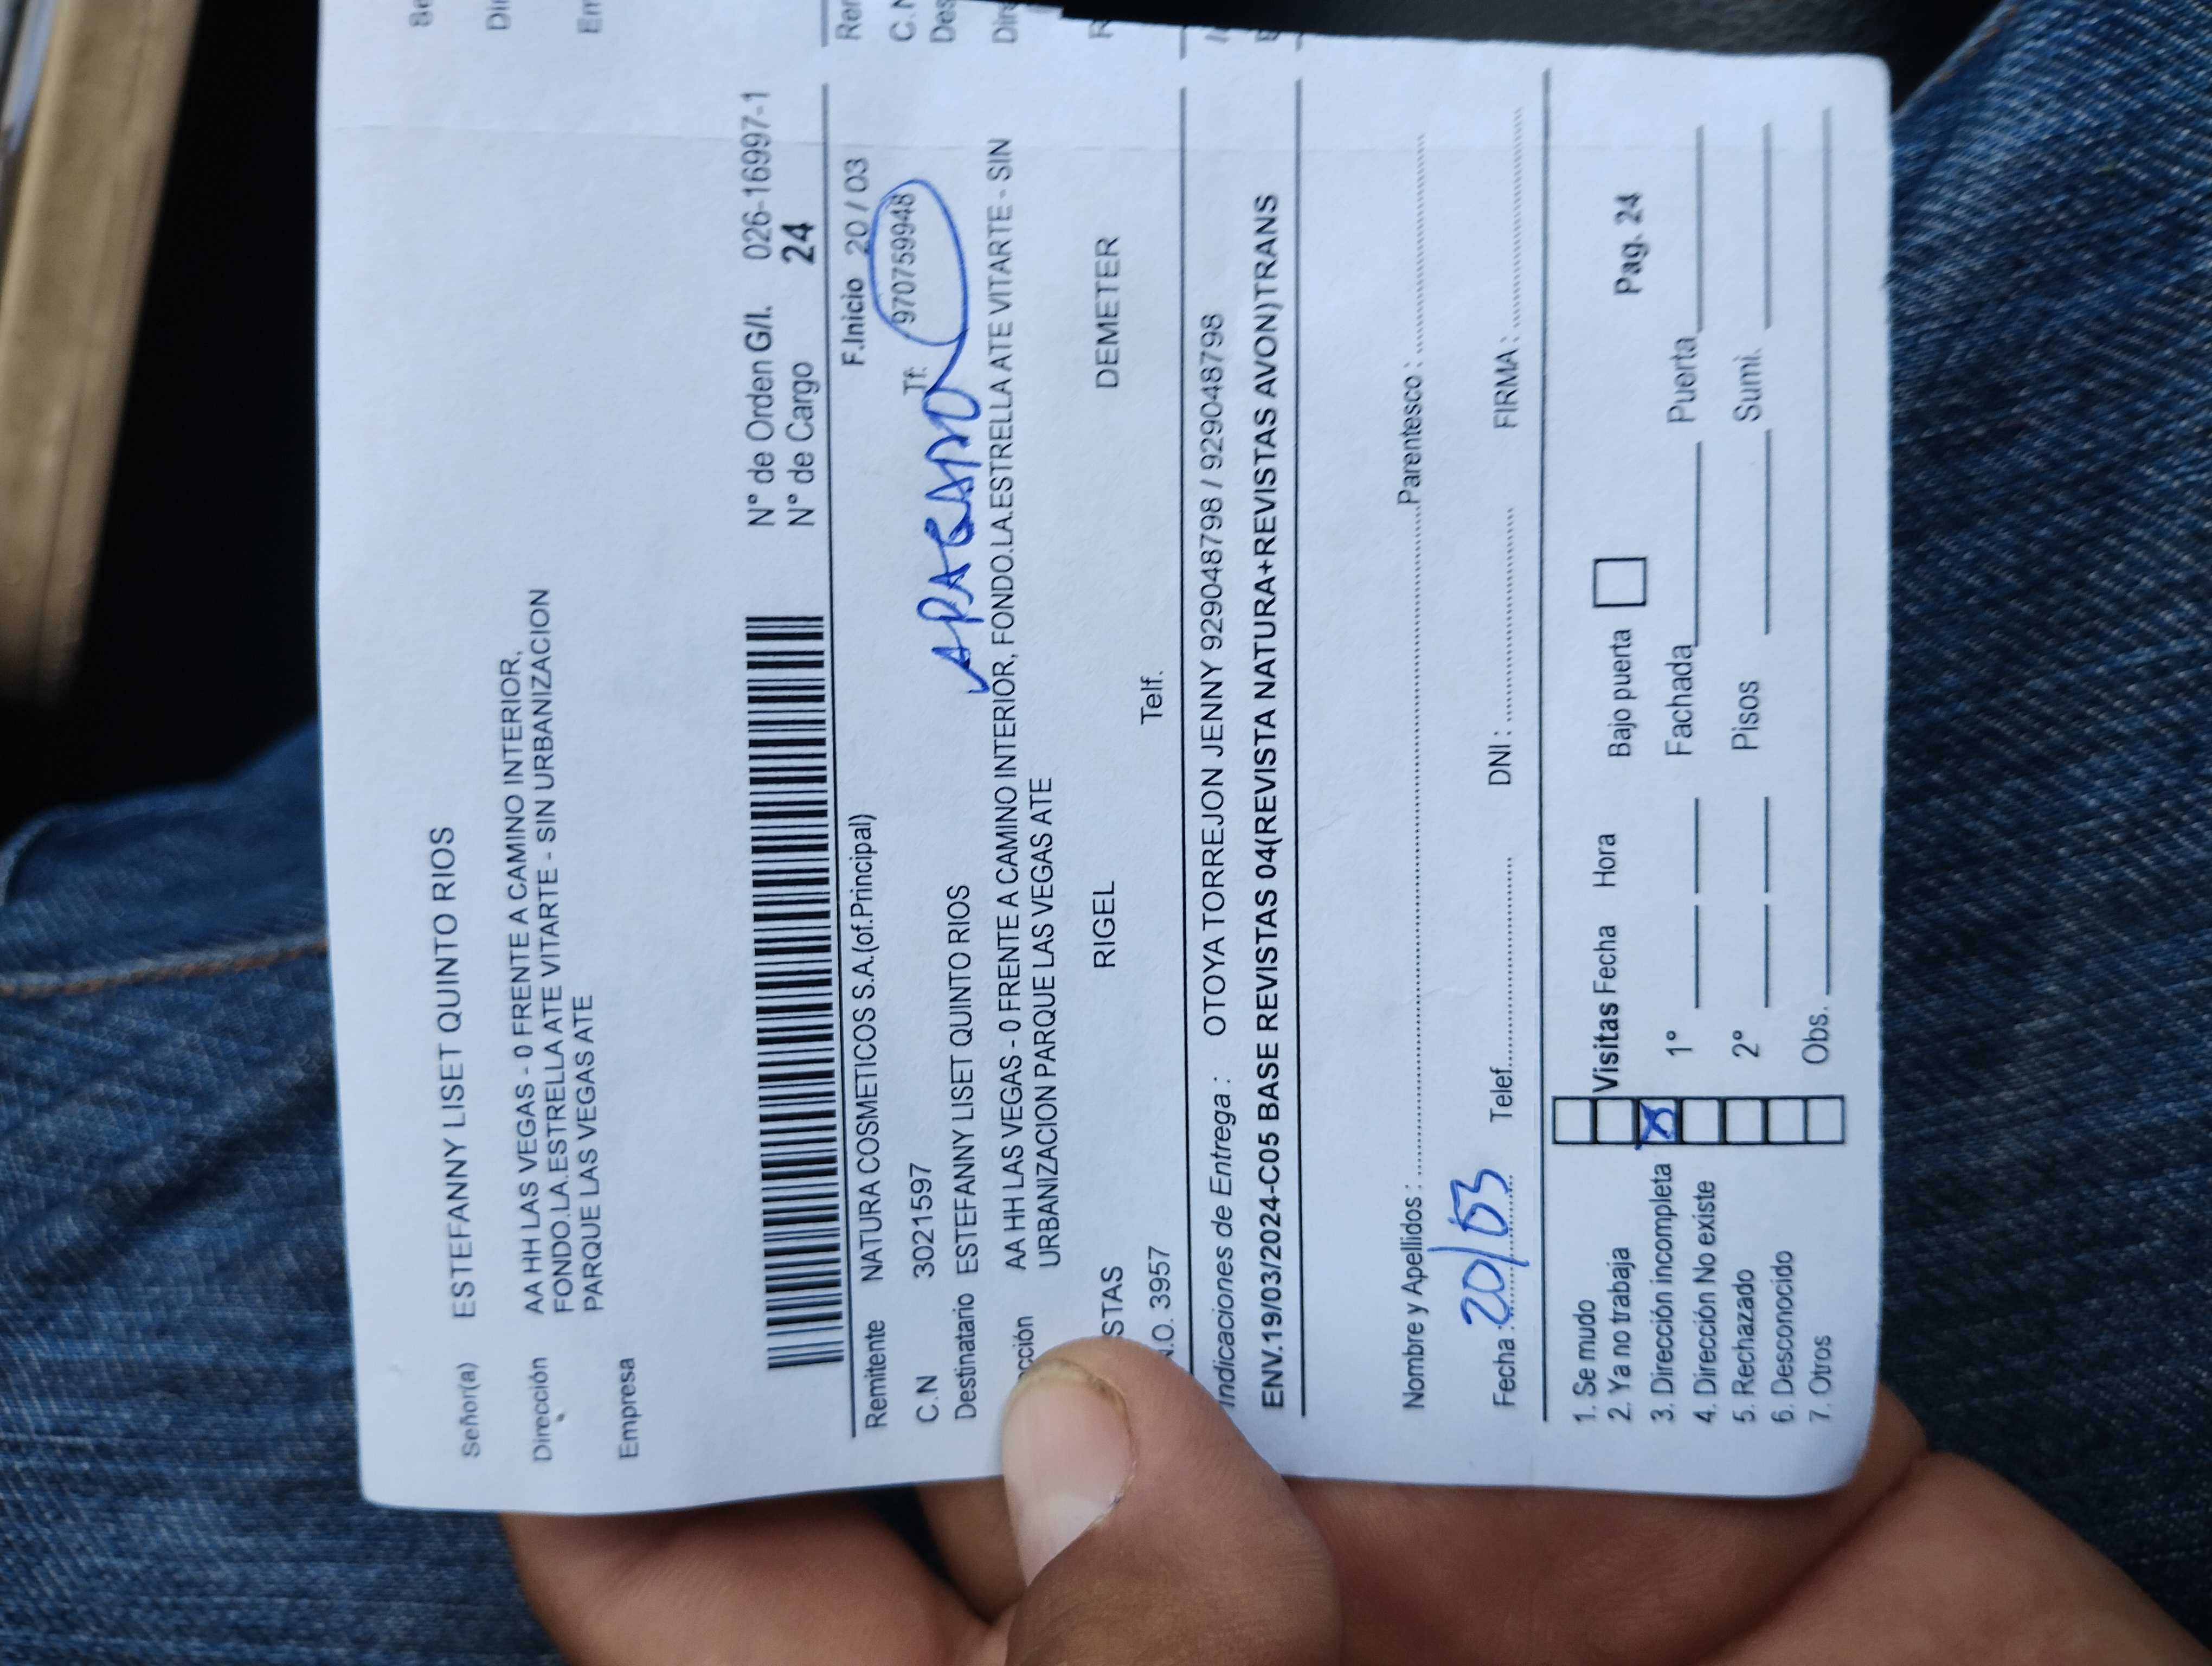 Señor(a) ESTEFANNY LISET QUINTO RIOS
Dirección AA HH LAS VEGAS - 0 FRENTE A CAMINO INTERIOR,
FONDO.LA.ESTRELLA ATE VITARTE - SIN URBANIZACION
PARQUE LAS VEGAS ATE
Empresa
N° de Orden G/I. 026-16997-1
N° de Cargo 24
Remitente NATURA COSMETICOS S.A.(of.Principal) F.Inicio 20 / 03
C.N 3021597 APAGADO Tf: 970759948
Destinatario ESTEFANNY LISET QUINTO RIOS
cción AA HH LAS VEGAS - 0 FRENTE A CAMINO INTERIOR, FONDO.LA.ESTRELLA ATE VITARTE - SIN
URBANIZACION PARQUE LAS VEGAS ATE
STAS RIGEL DEMETER
.O. 3957 Telf.
Indicaciones de Entrega : OTOYA TORREJON JENNY 929048798 / 929048798
ENV.19/03/2024-C05 BASE REVISTAS 04(REVISTA NATURA+REVISTAS AVON)TRANS
Nombre y Apellidos : Parentesco :
Fecha : 20/03 Telef. DNI : FIRMA :
1. Se mudo
2. Ya no trabaja Visitas Fecha Hora Bajo puerta Pag. 24
3. Dirección incompleta X 1° Fachada Puerta
4. Dirección No existe
5. Rechazado 2° Pisos Sumi.
6. Desconocido
7. Otros Obs.
Rer
C.N
Des
Dir